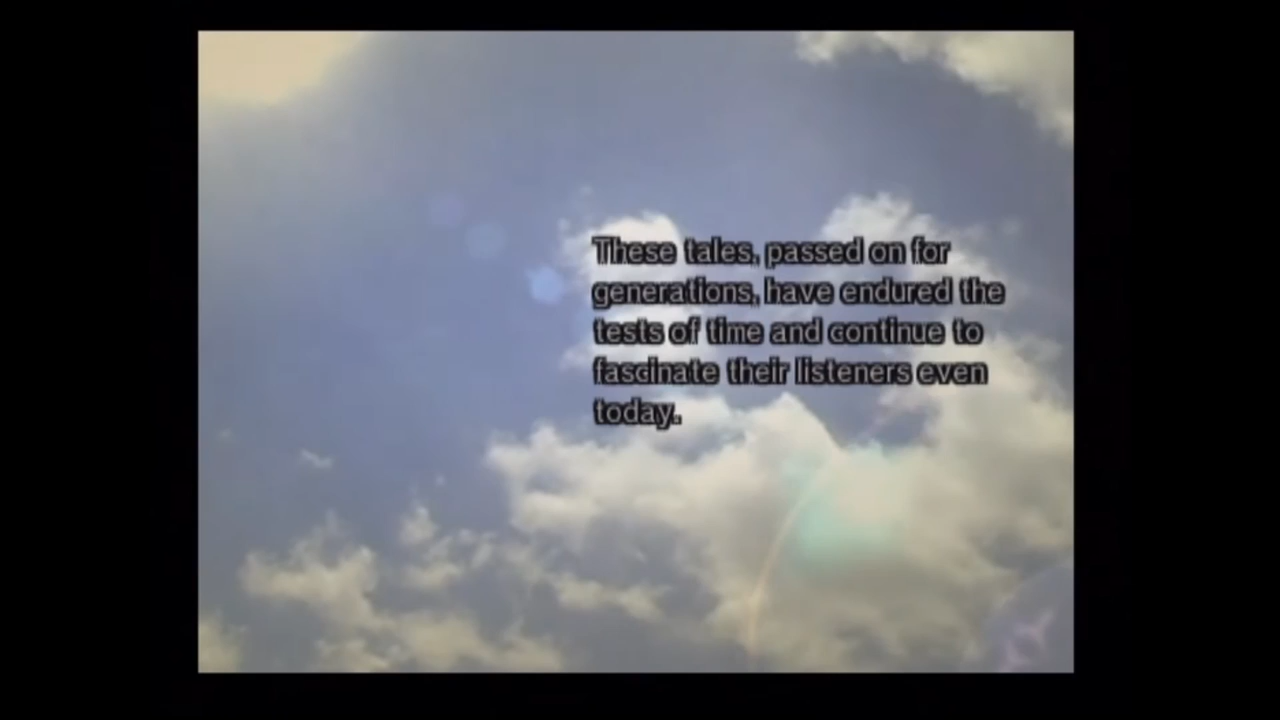 These tales, passed on for
generations, have endured the
tests of time and continue to
fascinate their listeners even
today.